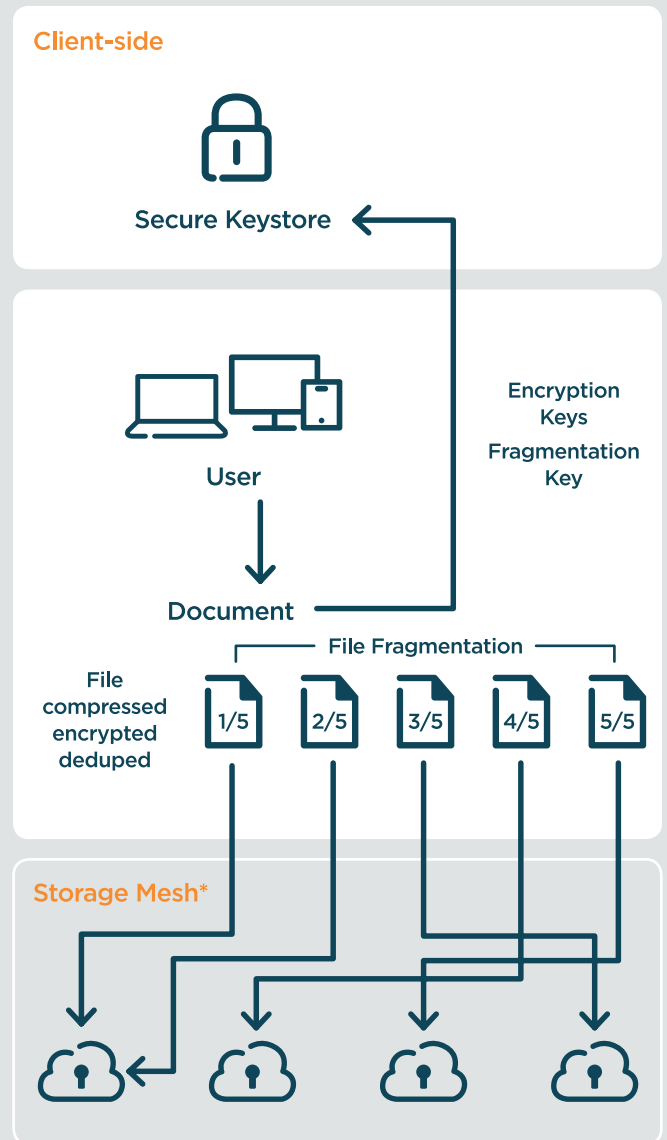 Client-side
Secure Keystore
Encryption
Keys
Fragmentation
Key
User
Document
File Fragmentation
File
compressed
encrypted
deduped
1/5
2/5
3/5
4/5
5/5
Storage Mesh*